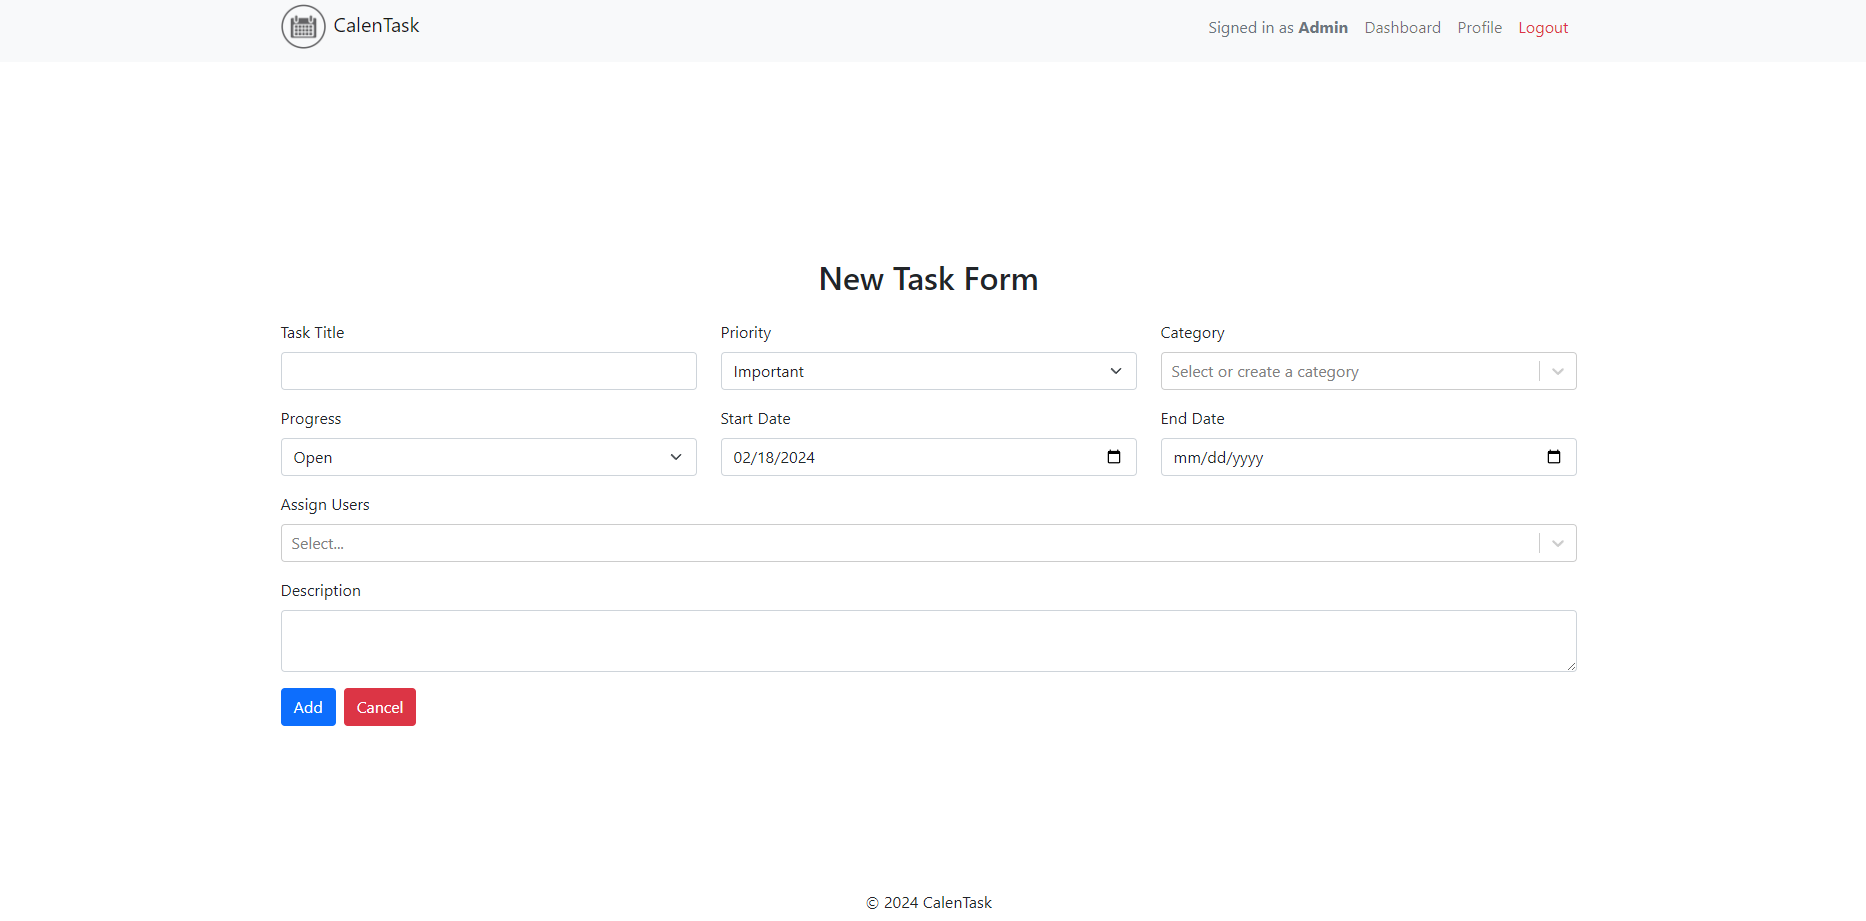 CalenTask
Signed in as Admin Dashboard Profile Logout
New Task Form
Task Title Priority Category
Important Select or create a category
Progress Start Date End Date
Open 02/18/2024 mm/dd/yyyy
Assign Users
Select...
Description
Add Cancel
© 2024 CalenTask